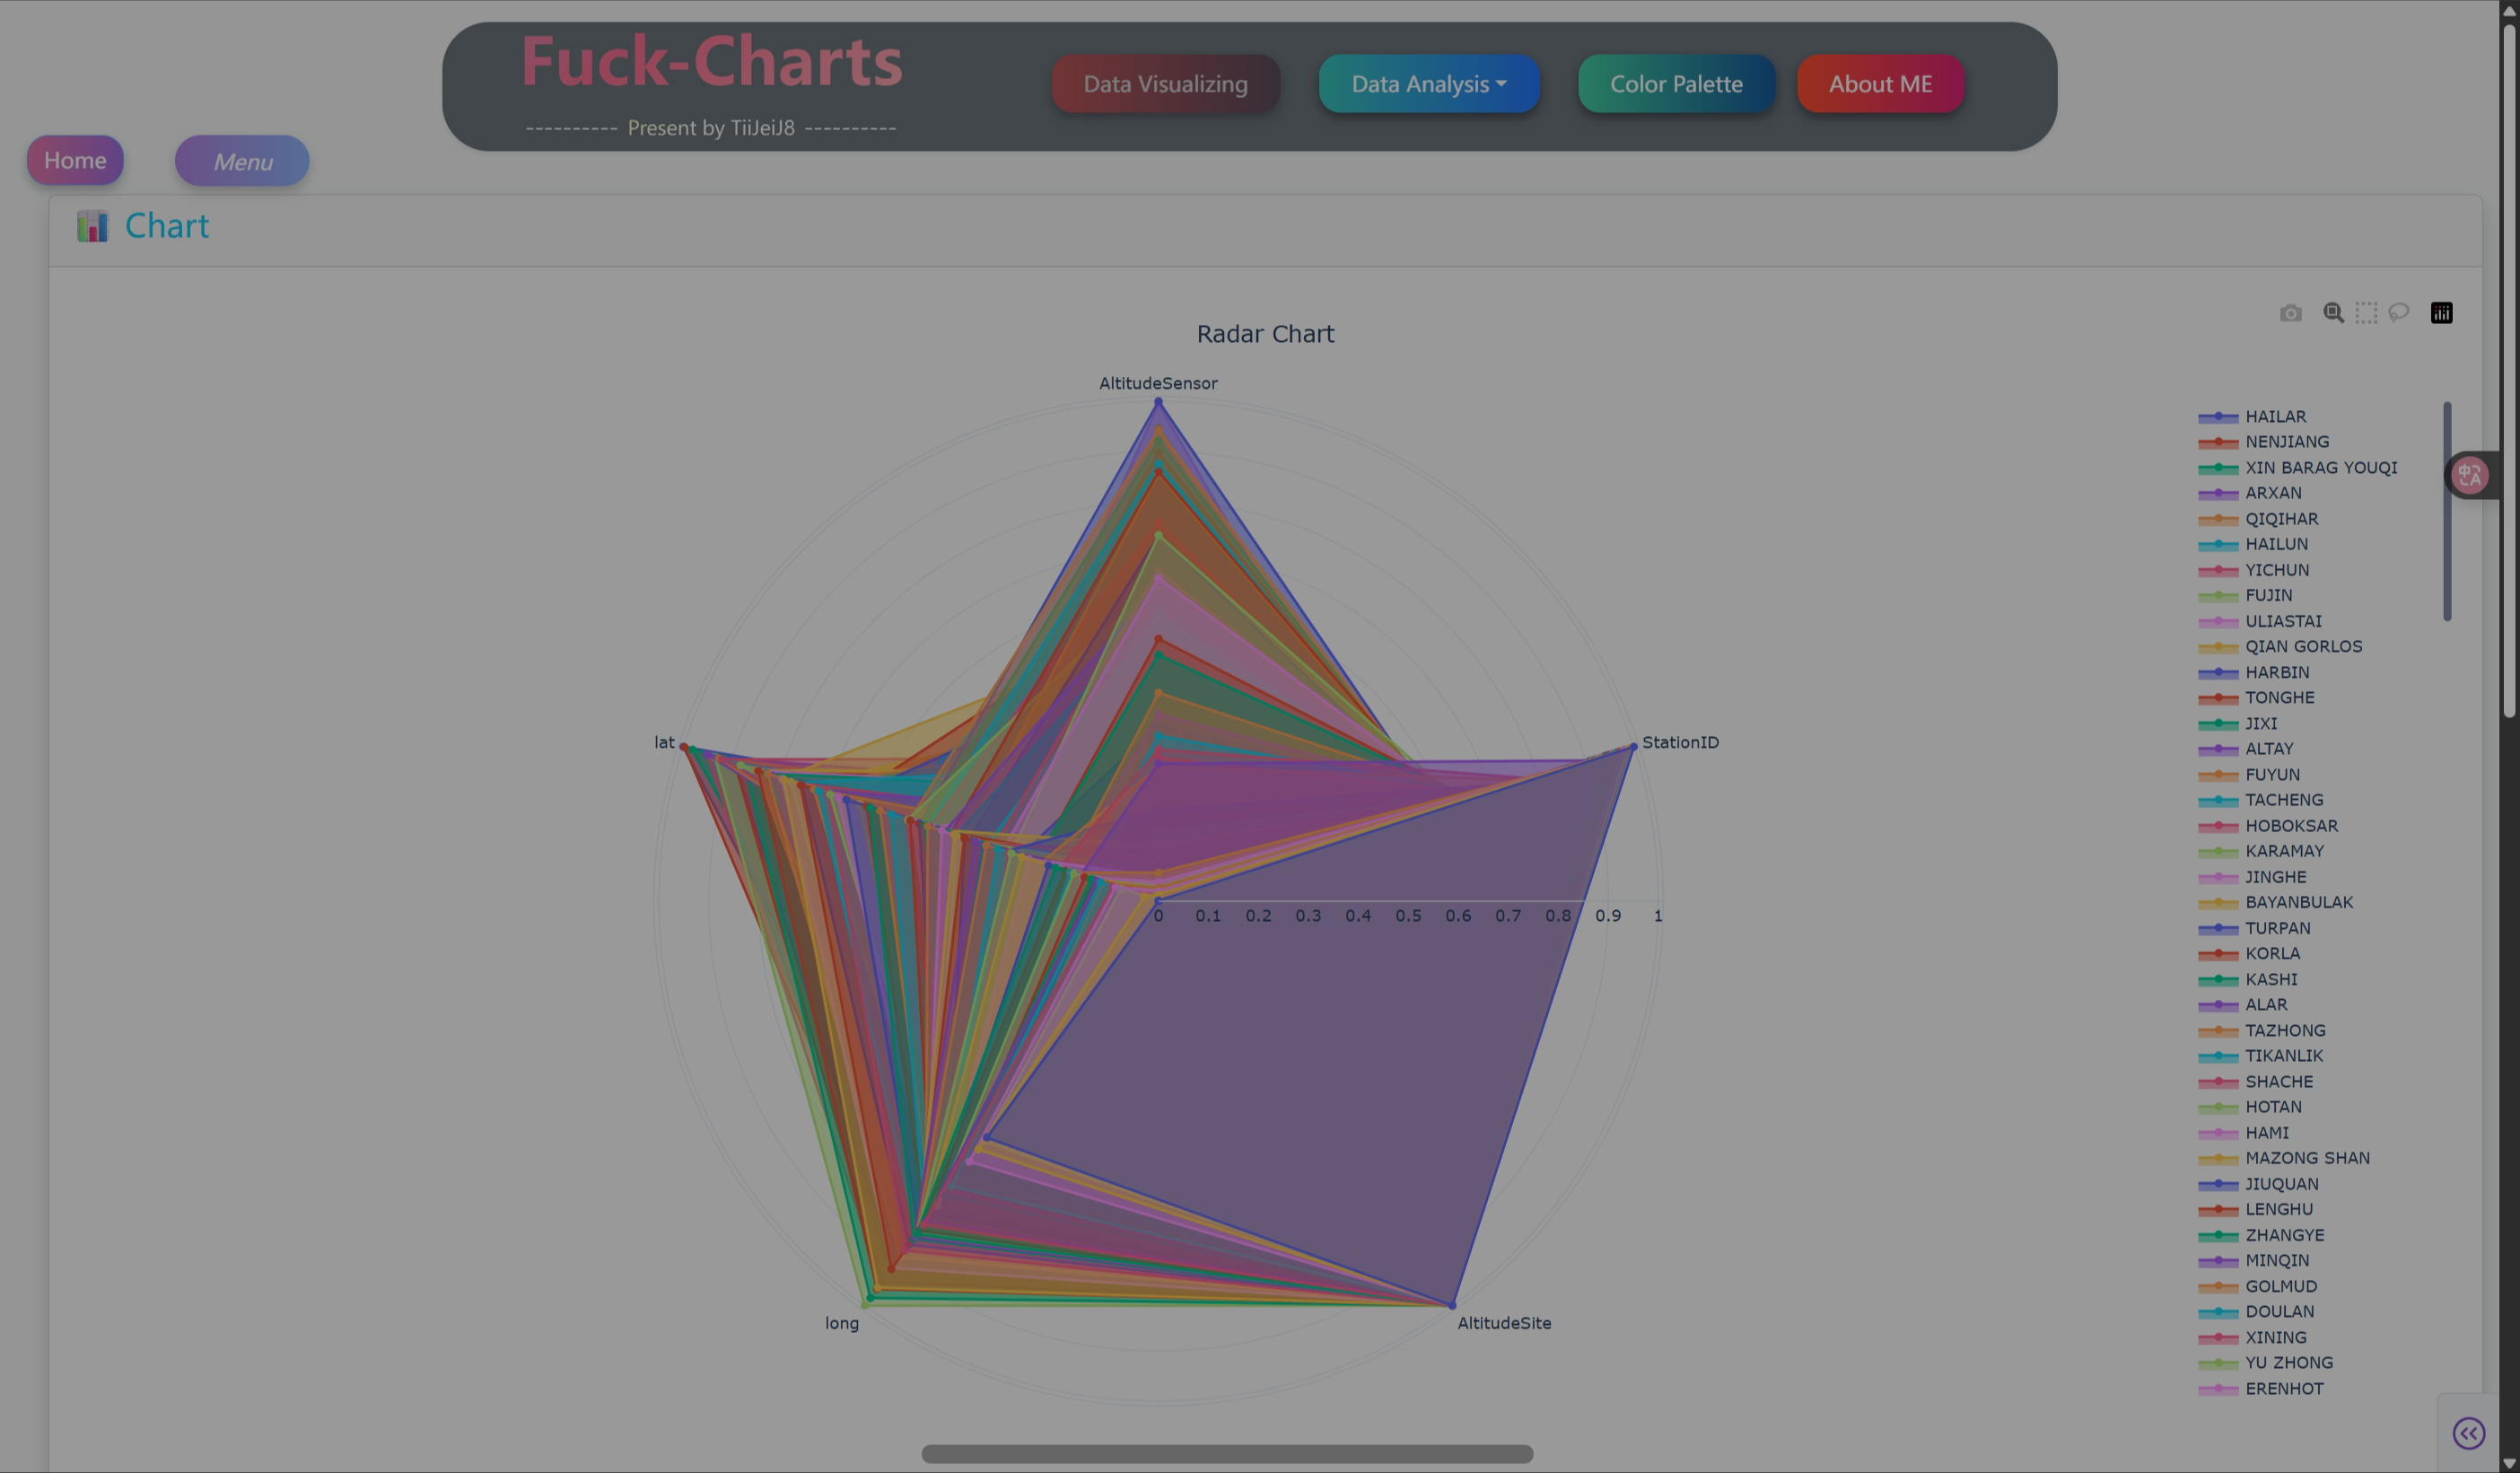 Fuck-Charts
---------- Present by TiiJeiJ8 ----------
Data Visualizing
Data Analysis
Color Palette
About ME
Home
Menu
Chart
Radar Chart
AltitudeSensor
StationID
lat
long
AltitudeSite
0 0.1 0.2 0.3 0.4 0.5 0.6 0.7 0.8 0.9 1
HAILAR
NENJIANG
XIN BARAG YOUQI
ARXAN
QIQIHAR
HAILUN
YICHUN
FUJIN
ULIASTAI
QIAN GORLOS
HARBIN
TONGHE
JIXI
ALTAY
FUYUN
TACHENG
HOBOKSAR
KARAMAY
JINGHE
BAYANBULAK
TURPAN
KORLA
KASHI
ALAR
TAZHONG
TIKANLIK
SHACHE
HOTAN
HAMI
MAZONG SHAN
JIUQUAN
LENGHU
ZHANGYE
MINQIN
GOLMUD
DOULAN
XINING
YU ZHONG
ERENHOT
中A